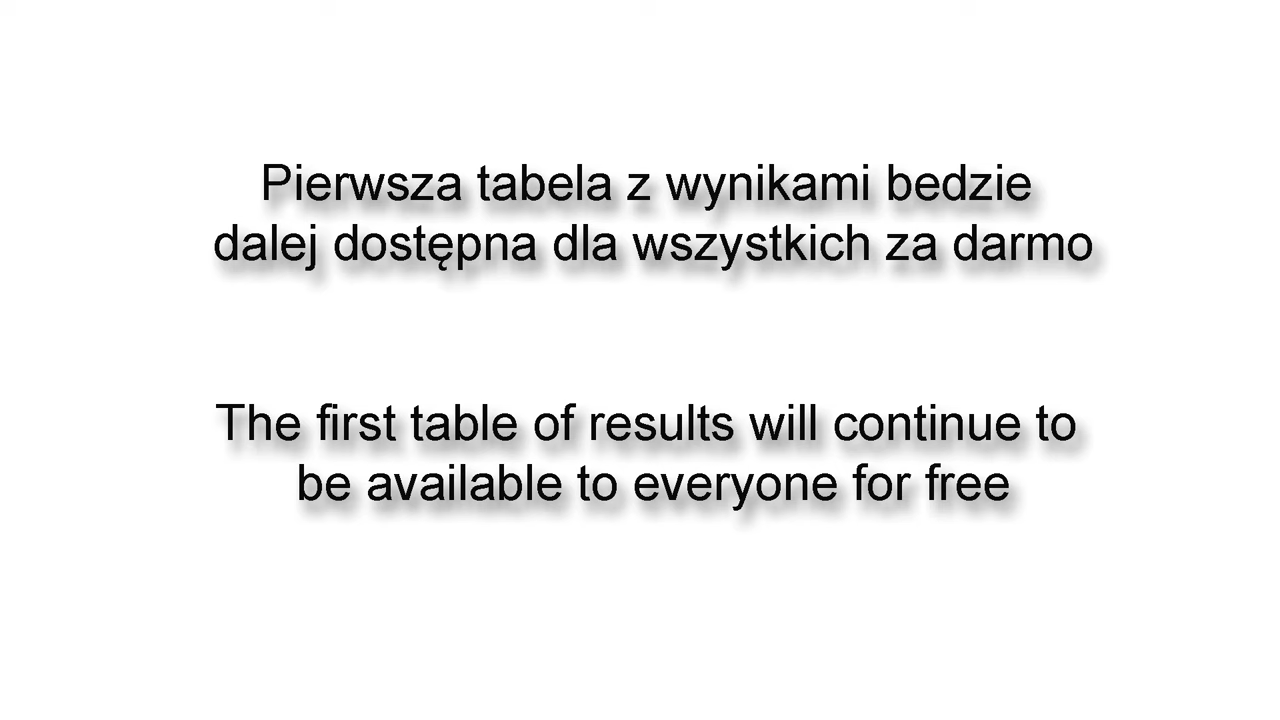 Pierwsza tabela z wynikami bedzie
dalej dostępna dla wszystkich za darmo
The first table of results will continue to
be available to everyone for free